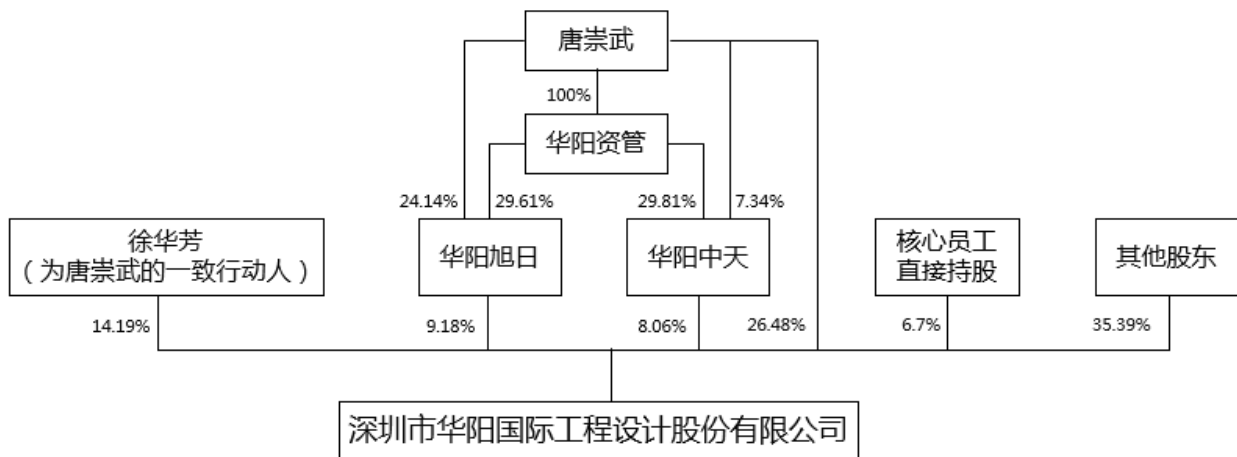 唐崇武
100%
华阳资管
24.14%
29.61%
29.81%
7.34%
徐华芳
（为唐崇武的一致行动人）
华阳旭日
华阳中天
核心员工
直接持股
其他股东
14.19%
9.18%
8.06%
26.48%
6.7%
35.39%
深圳市华阳国际工程设计股份有限公司